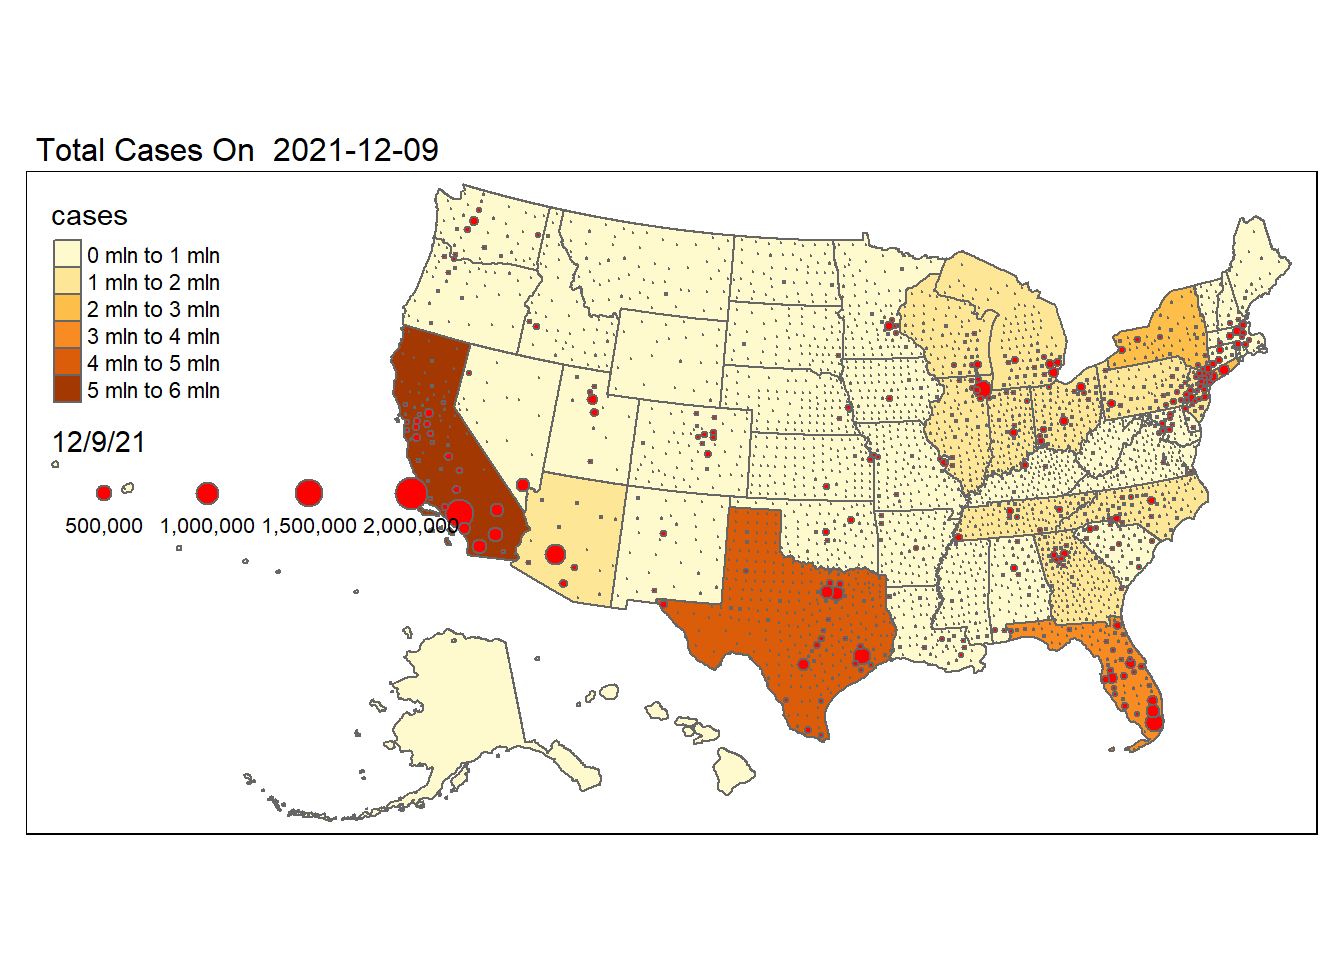 Total Cases On  2021-12-09
cases
0 mln to 1 mln
1 mln to 2 mln
2 mln to 3 mln
3 mln to 4 mln
4 mln to 5 mln
5 mln to 6 mln
12/9/21
500,000 1,000,000 1,500,000 2,000,000